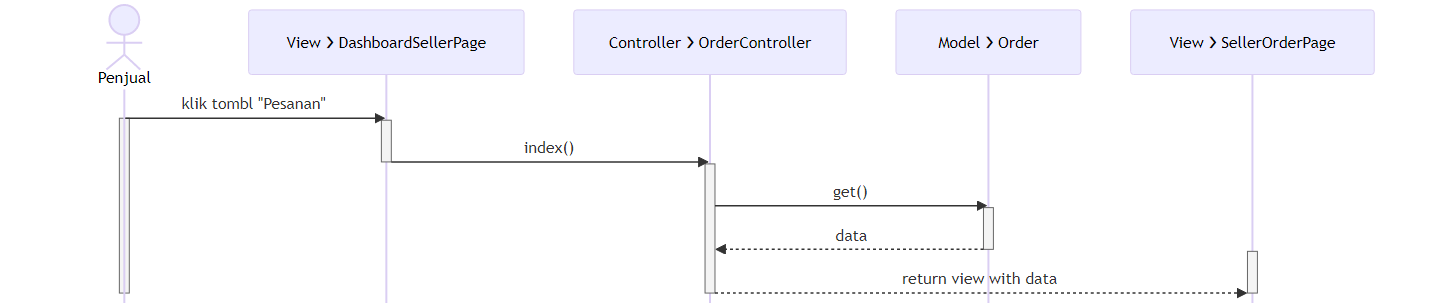 Penjual
View > DashboardSellerPage
Controller > OrderController
Model > Order
View > SellerOrderPage
klik tombl "Pesanan"
index()
get()
data
return view with data